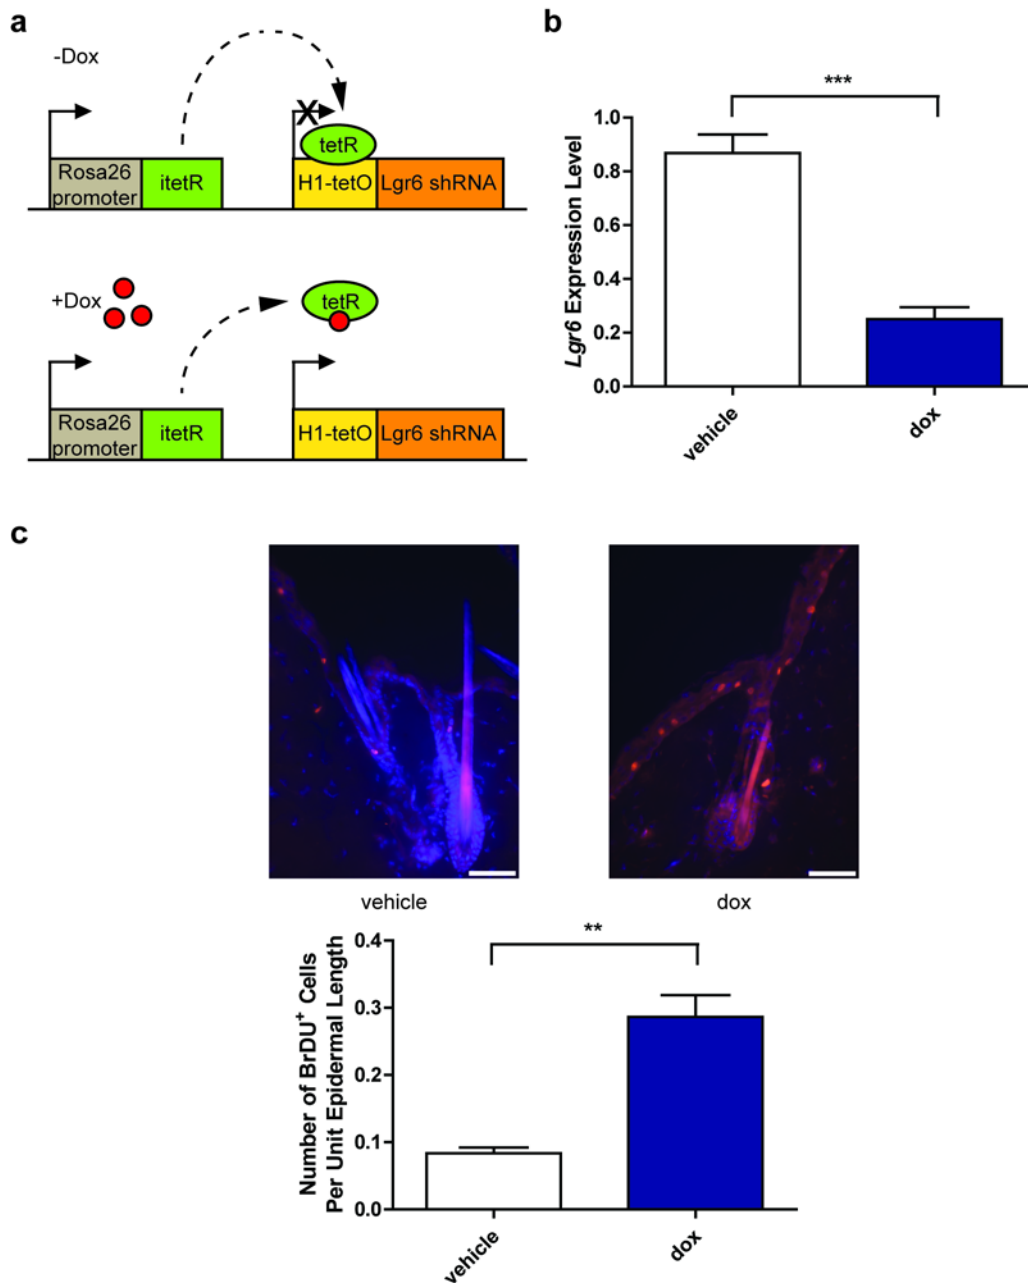 a
-Dox
X
tetR
Rosa26
promoter
itetR
H1-tetO
Lgr6 shRNA
+Dox
tetR
Rosa26
promoter
itetR
H1-tetO
Lgr6 shRNA
b
***
Lgr6 Expression Level
1.0
0.8
0.6
0.4
0.2
0.0
vehicle
dox
c
vehicle
dox
**
Number of BrDU+ Cells
Per Unit Epidermal Length
0.4
0.3
0.2
0.1
0.0
vehicle
dox